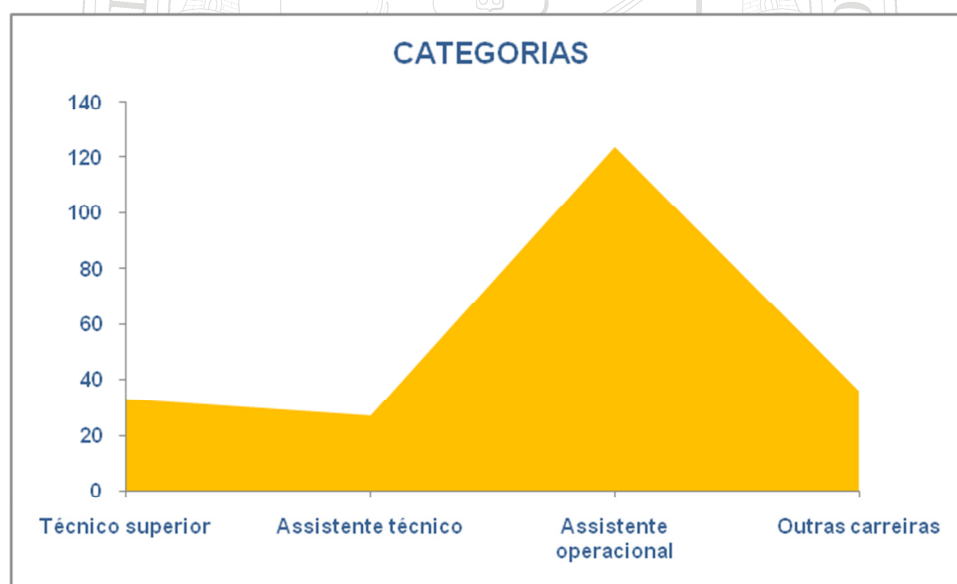 CATEGORIAS
140
120
100
80
60
40
20
0
Técnico superior
Assistente técnico
Assistente
operacional
Outras carreiras